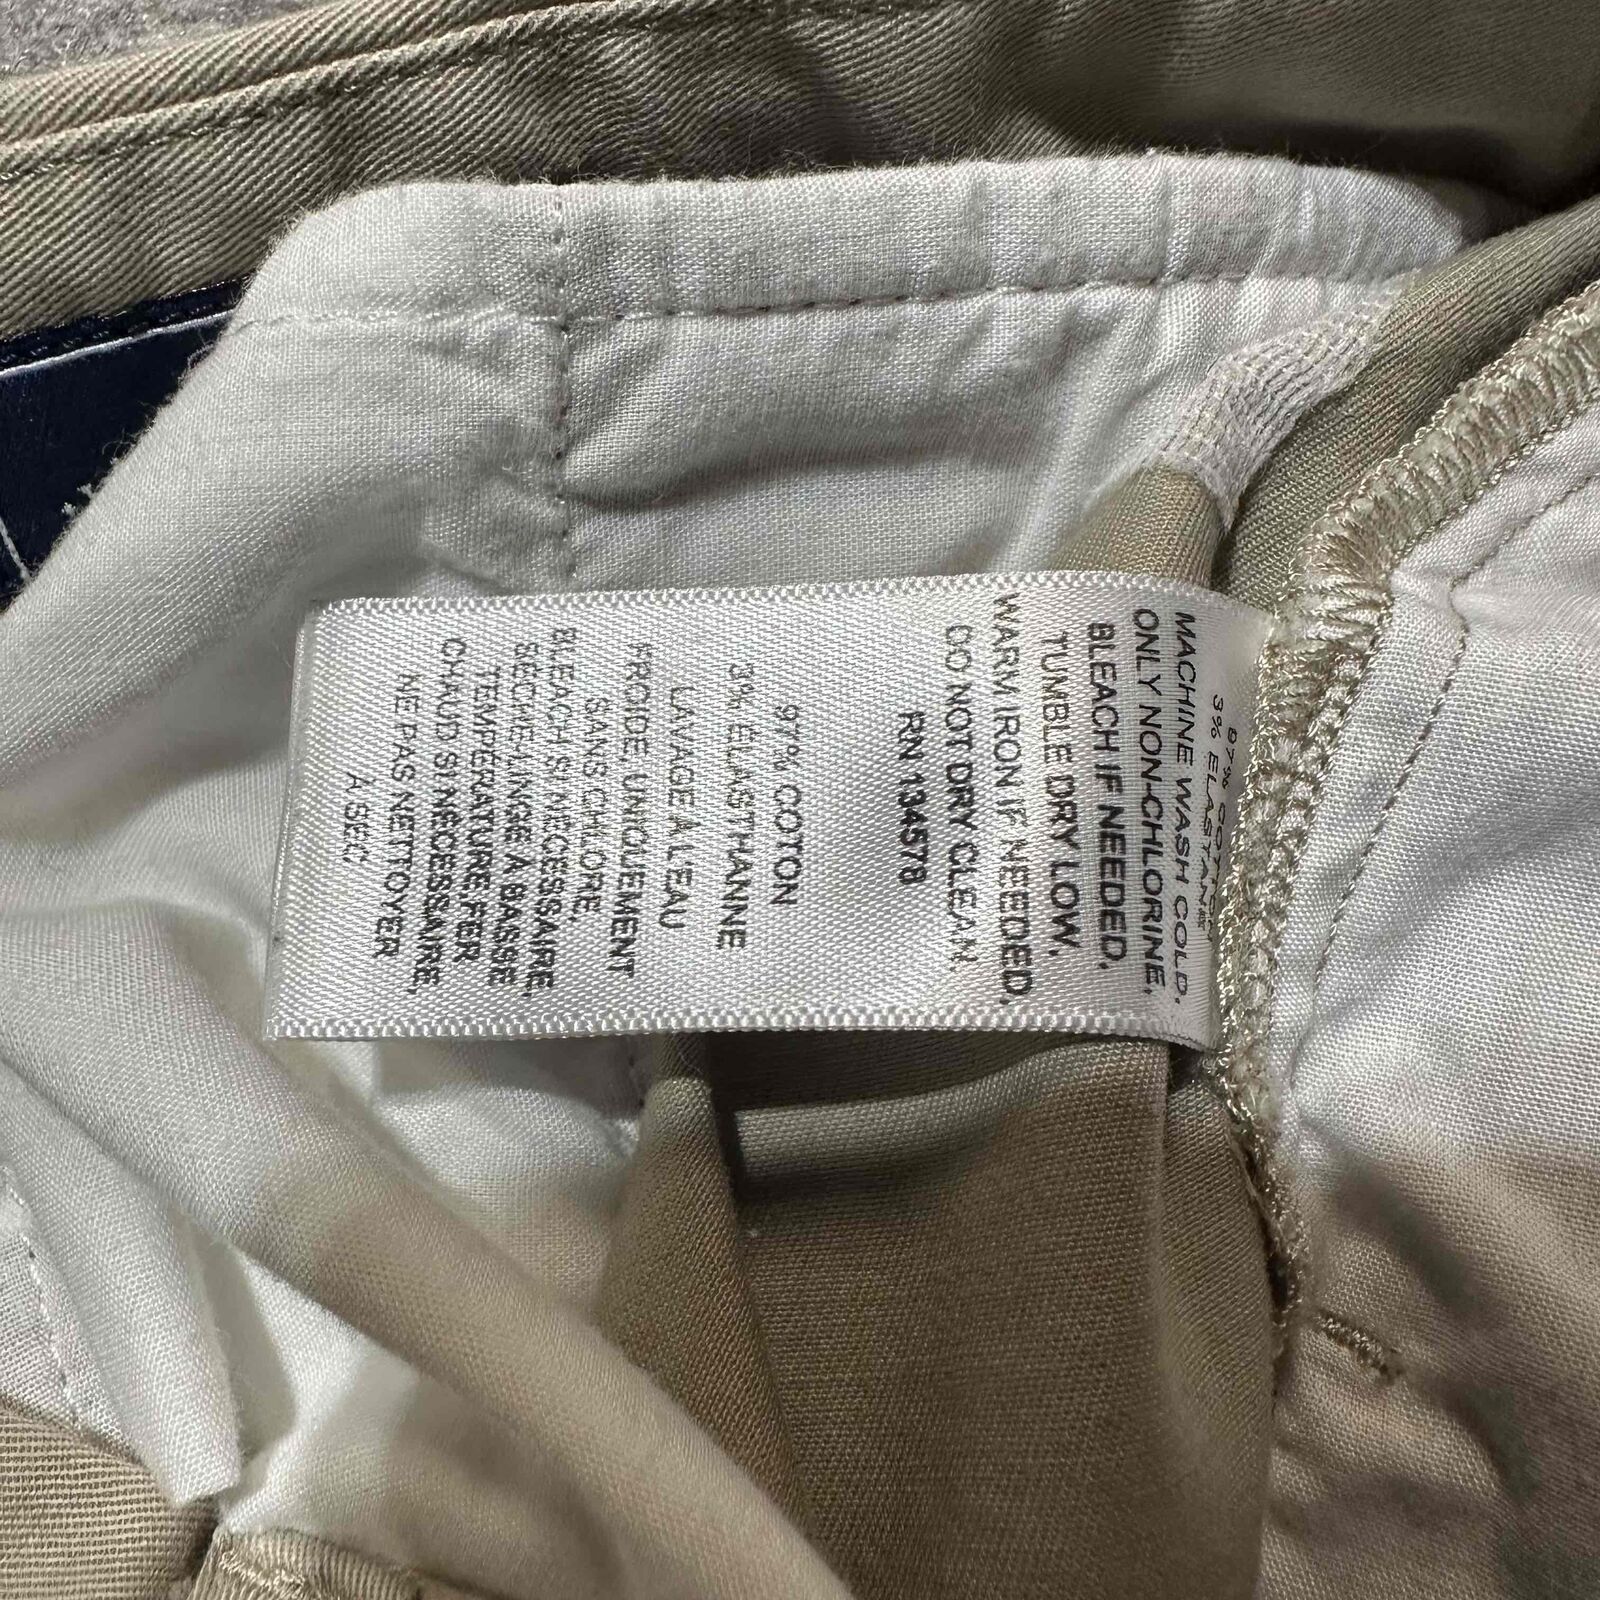 97% COTTON
3% ELASTANE
MACHINE WASH COLD.
ONLY NON-CHLORINE,
BLEACH IF NEEDED.
TUMBLE DRY LOW.
WARM IRON IF NEEDED.
DO NOT DRY CLEAN.
RN 134578
97% COTON
3% ÉLASTHANNE
LAVAGE A L'EAU
FROIDE, UNIQUEMENT
SANS CHLORE,
BLEACH SI NÉCESSAIRE,
SECHE LINGE A BASSE
TEMPÉRATURE, FER
CHAUD SI NECESSAIRE,
NE PAS NETTOYER
A SEC